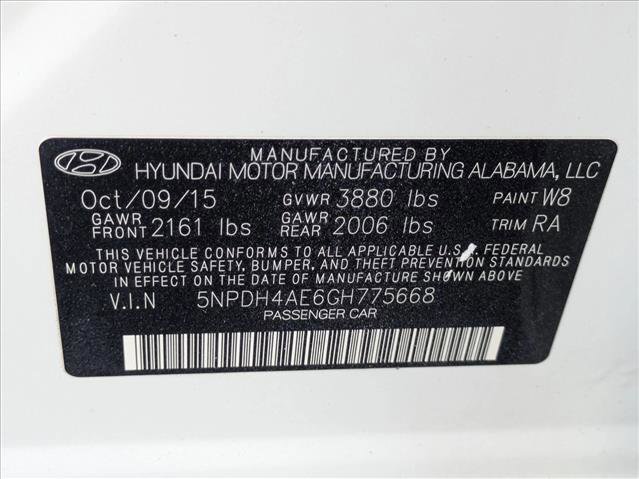 MANUFACTURED BY
HYUNDAI MOTOR MANUFACTURING ALABAMA, LLC
Oct/09/15 GVWR 3880 lbs PAINT W8
GAWR FRONT 2161 lbs GAWR REAR 2006 lbs TRIM RA
THIS VEHICLE CONFORMS TO ALL APPLICABLE U.S. FEDERAL
MOTOR VEHICLE SAFETY, BUMPER, AND THEFT PREVENTION STANDARDS
IN EFFECT ON THE DATE OF MANUFACTURE SHOWN ABOVE
V.I.N 5NPDH4AE6GH775668
PASSENGER CAR